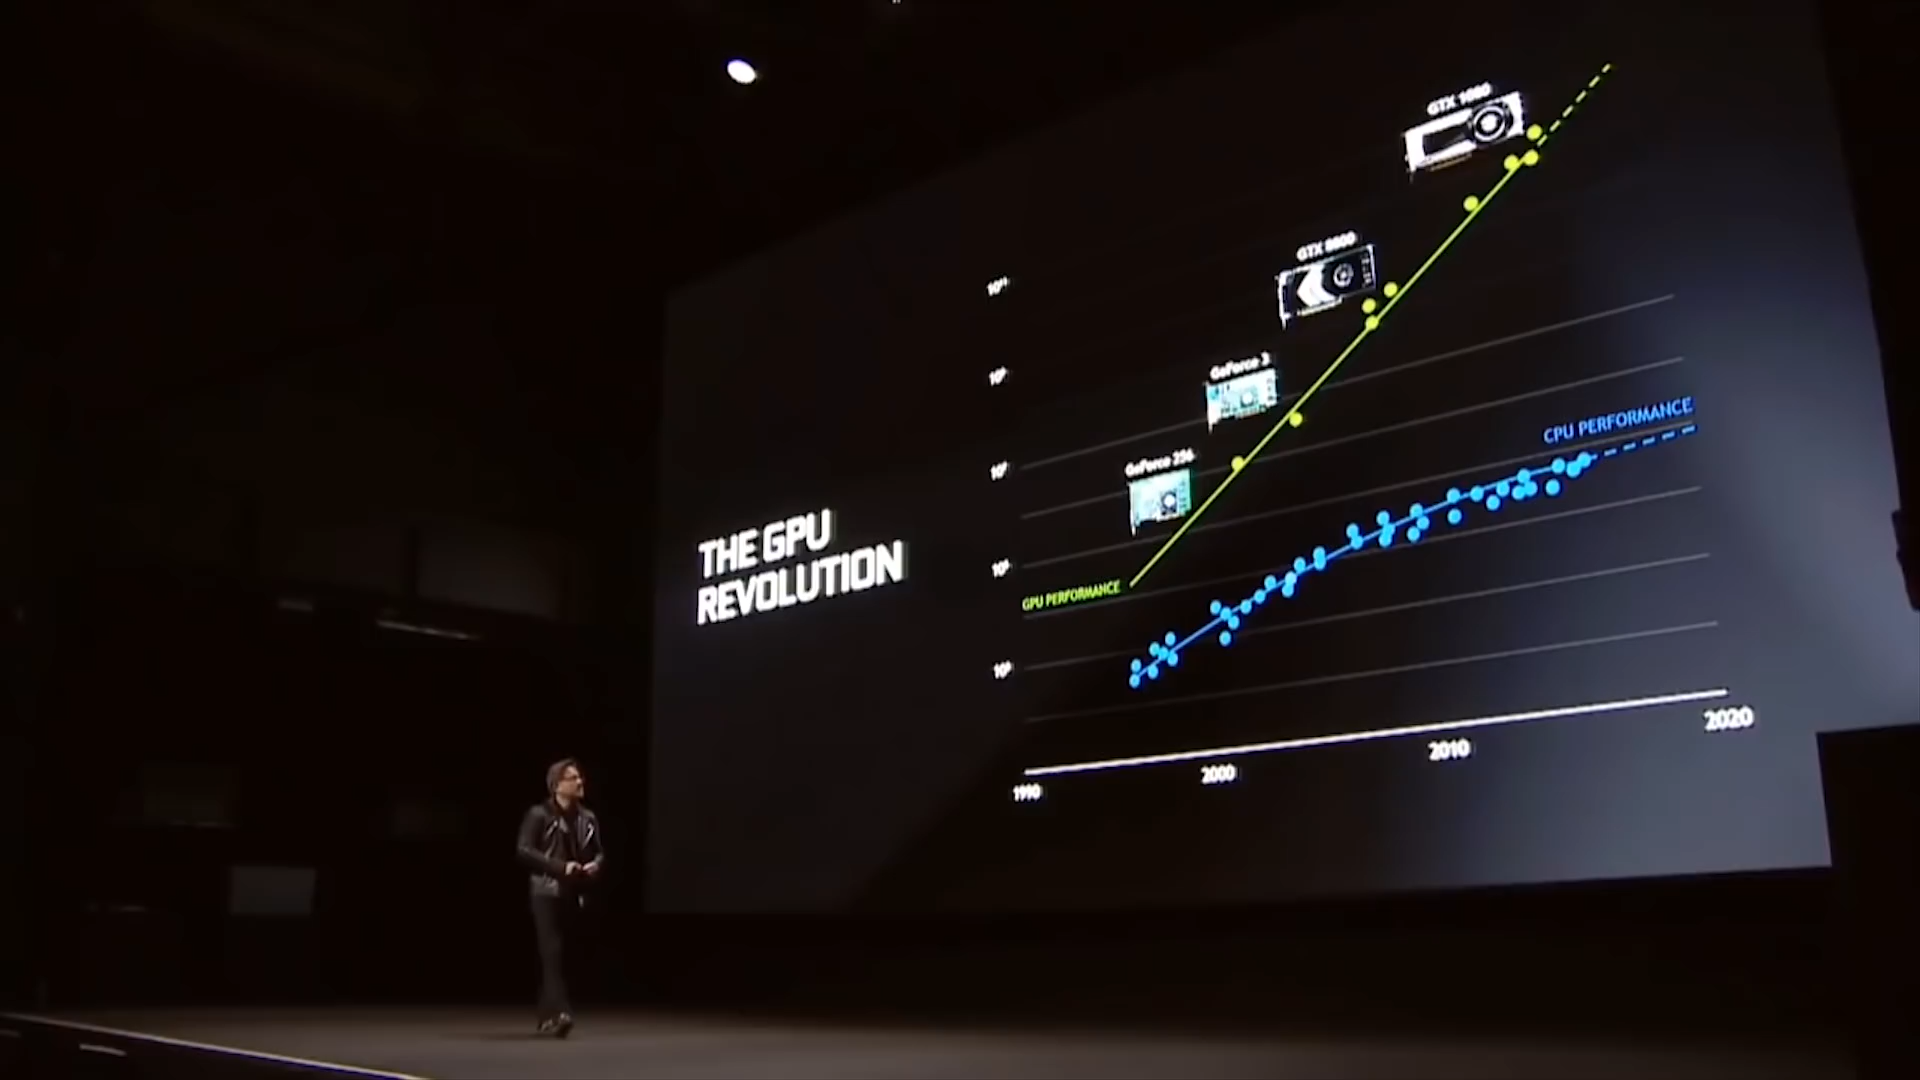 THE GPU
REVOLUTION
GTX 1080
GTX 8800
GeForce 3
GeForce 256
GPU PERFORMANCE
CPU PERFORMANCE
1990
2000
2010
2020